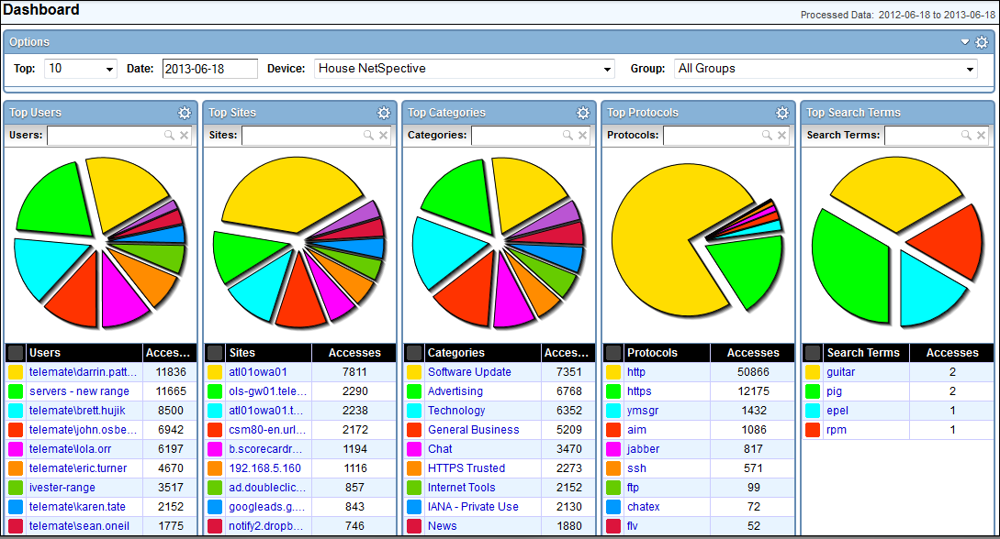 Dashboard
Processed Data: 2012-06-18 to 2013-06-18
Options
Top: 10 Date: 2013-06-18 Device: House NetSpective Group: All Groups
Top Users
Users:
Users Acces...
telemate\darrin.patt... 11836
servers - new range 11665
telemate\brett.hujik 8500
telemate\john.osbe... 6942
telemate\lola.orr 6197
telemate\eric.turner 4670
ivester-range 3517
telemate\karen.tate 2152
telemate\sean.oneil 1775
Top Sites
Sites:
Sites Accesses
atl01owa01 7811
ols-gw01.tele... 2290
atl01owa01.t... 2238
csm80-en.url... 2172
b.scorecardr... 1194
192.168.5.160 1116
ad.doubleclic... 857
googleads.g.... 843
notify2.dropb... 746
Top Categories
Categories:
Categories Acces...
Software Update 7351
Advertising 6768
Technology 6352
General Business 5209
Chat 3470
HTTPS Trusted 2273
Internet Tools 2152
IANA - Private Use 2130
News 1880
Top Protocols
Protocols:
Protocols Accesses
http 50866
https 12175
ymsgr 1432
aim 1086
jabber 817
ssh 571
ftp 99
chatex 72
flv 52
Top Search Terms
Search Terms:
Search Terms Accesses
guitar 2
pig 2
epel 1
rpm 1